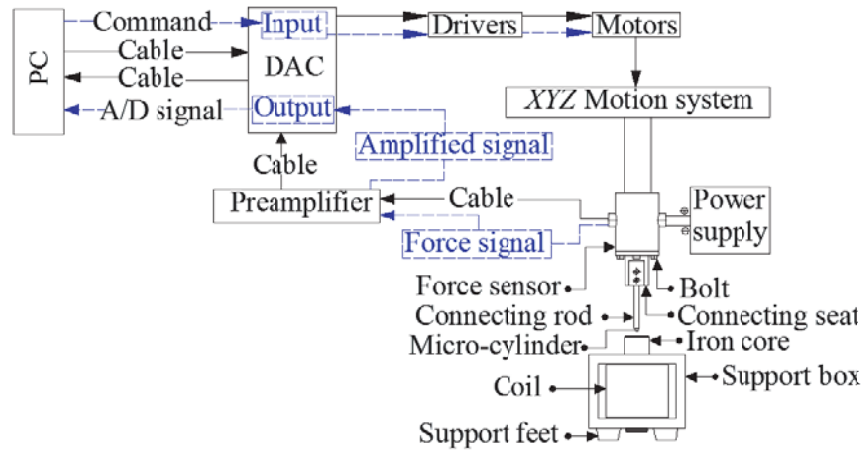 Command
Input
Drivers
Motors
Cable
PC
DAC
Cable
XYZ Motion system
A/D signal
Output
Amplified signal
Cable
Preamplifier
Cable
Power
supply
Force signal
Force sensor
Bolt
Connecting rod
Connecting seat
Micro-cylinder
Iron core
Coil
Support box
Support feet